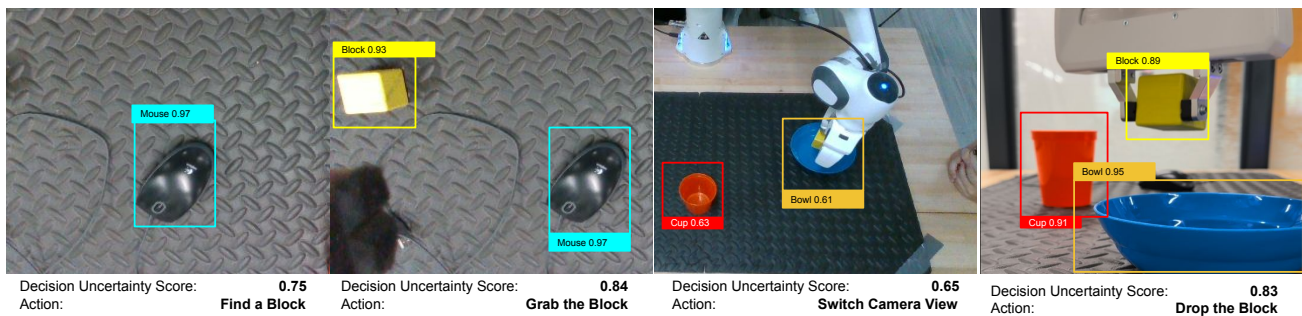 Mouse 0.97
Block 0.93
Mouse 0.97
Cup 0.63
Bowl 0.61
Block 0.89
Bowl 0.95
Cup 0.91
Decision Uncertainty Score: 0.75
Action: Find a Block
Decision Uncertainty Score: 0.84
Action: Grab the Block
Decision Uncertainty Score: 0.65
Action: Switch Camera View
Decision Uncertainty Score: 0.83
Action: Drop the Block